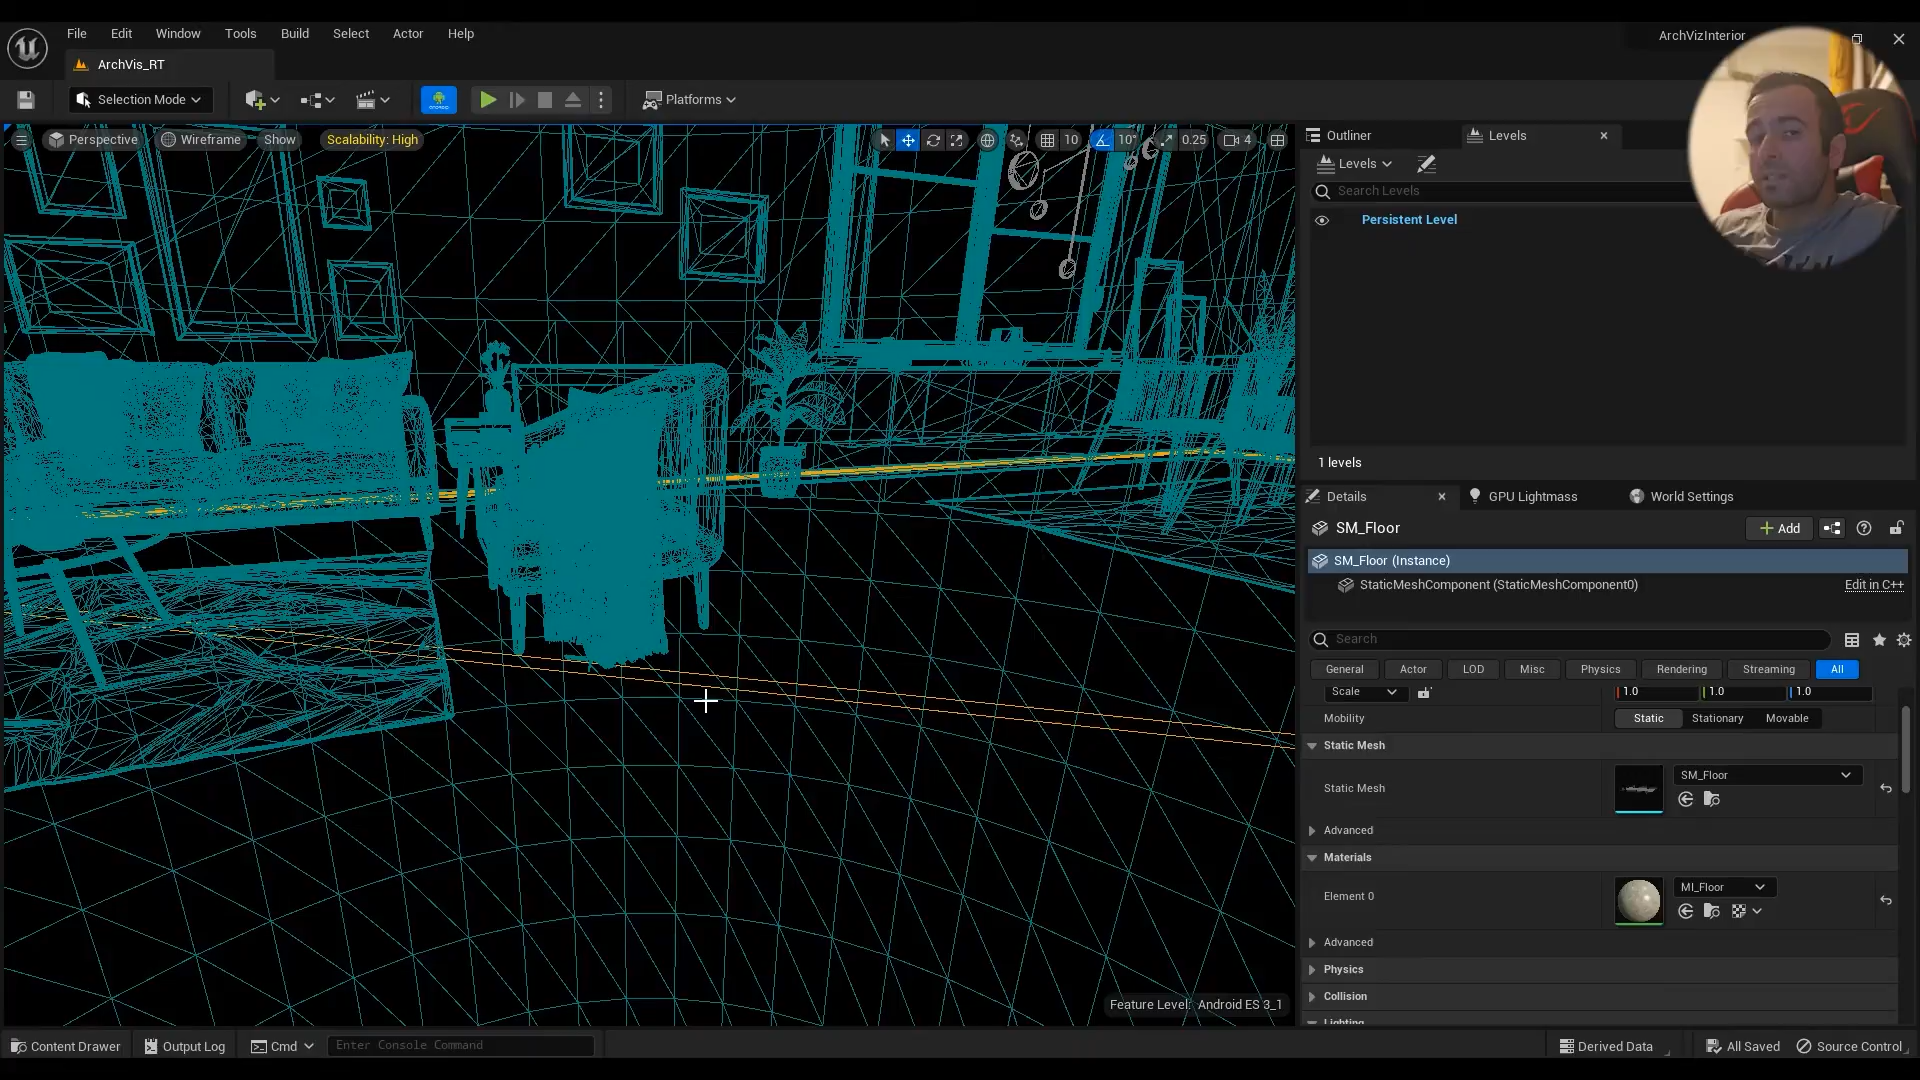 File Edit Window Tools Build Select Actor Help
ArchVizInterior
ArchVis_RT
Selection Mode
Platforms
Perspective Wireframe Show Scalability: High
10 10° 0.25 4
Outliner Levels
Levels
Search Levels
Persistent Level
1 levels
Details GPU Lightmass World Settings
SM_Floor
Add
SM_Floor (Instance)
StaticMeshComponent (StaticMeshComponent0) Edit in C++
Search
General Actor LOD Misc Physics Rendering Streaming All
Scale 1.0 1.0 1.0
Mobility Static Stationary Movable
Static Mesh
Static Mesh SM_Floor
Advanced
Materials
Element 0 MI_Floor
Advanced
Physics
Collision
Lighting
Feature Level: Android ES 3_1
Content Drawer Output Log Cmd Enter Console Command Derived Data All Saved Source Control